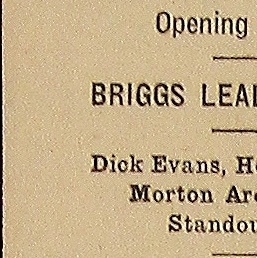 Opening
BRIGGS LEA
Dick Evans, H
Morton Ar
Standou